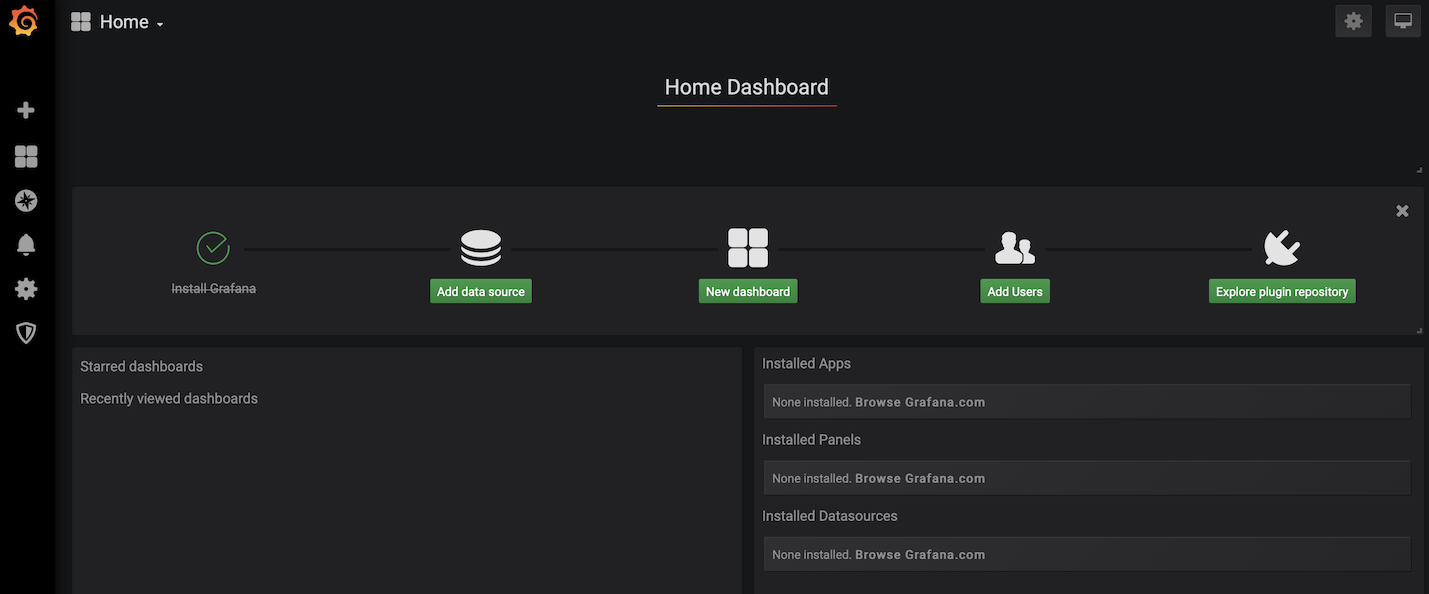 Home
Home Dashboard
Install Grafana
Add data source
New dashboard
Add Users
Explore plugin repository
Starred dashboards
Recently viewed dashboards
Installed Apps
None installed. Browse Grafana.com
Installed Panels
None installed. Browse Grafana.com
Installed Datasources
None installed. Browse Grafana.com